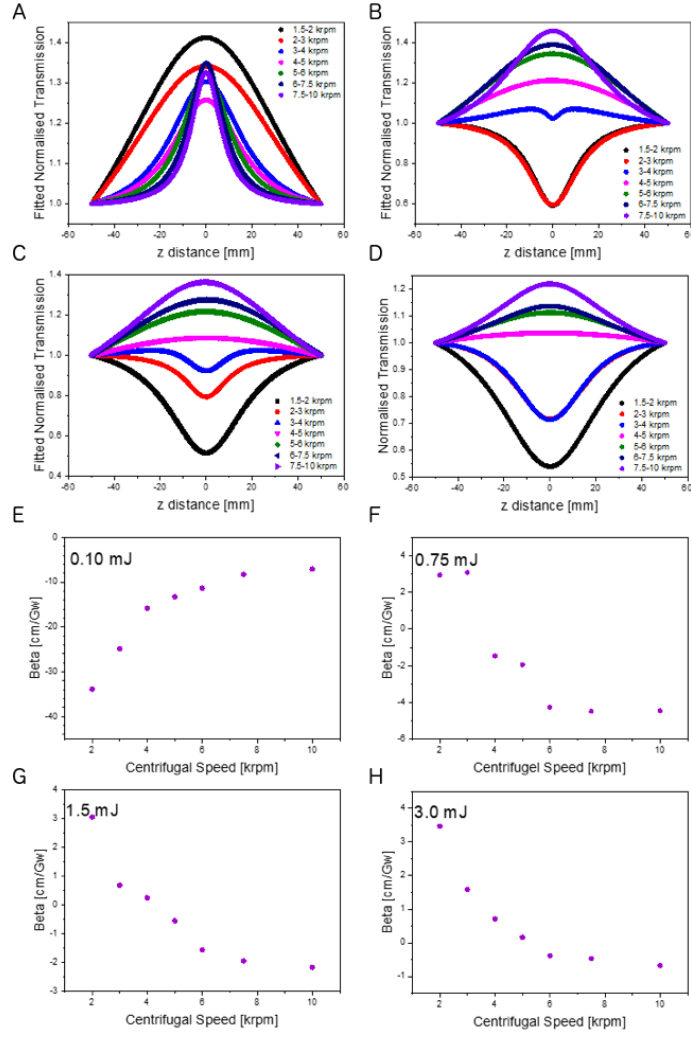 A
Fitted Normalised Transmission
1.4
1.3
1.2
1.1
1.0
-60 -40 -20 0 20 40 60
z distance [mm]
1.5-2 krpm
2-3 krpm
3-4 krpm
4-5 krpm
5-6 krpm
6-7.5 krpm
7.5-10 krpm
B
Fitted Normalised Transmission
1.4
1.2
1.0
0.8
0.6
-60 -40 -20 0 20 40 60
z distance [mm]
1.5-2 krpm
2-3 krpm
3-4 krpm
4-5 krpm
5-6 krpm
6-7.5 krpm
7.5-10 krpm
C
Fitted Normalised Transmission
1.4
1.2
1.0
0.8
0.6
0.4
-60 -40 -20 0 20 40 60
z distance [mm]
1.5-2 krpm
2-3 krpm
3-4 krpm
4-5 krpm
5-6 krpm
6-7.5 krpm
7.5-10 krpm
D
Normalised Transmission
1.2
1.1
1.0
0.9
0.8
0.7
0.6
0.5
-60 -40 -20 0 20 40 60
z distance [mm]
1.5-2 krpm
2-3 krpm
3-4 krpm
4-5 krpm
5-6 krpm
6-7.5 krpm
7.5-10 krpm
E
0.10 mJ
Beta [cm/Gw]
0
-10
-20
-30
-40
2 4 6 8 10
Centrifugal Speed [krpm]
F
0.75 mJ
Beta [cm/Gw]
4
2
0
-2
-4
-6
2 4 6 8 10
Centrifugal Speed [krpm]
G
1.5 mJ
Beta [cm/Gw]
4
3
2
1
0
-1
-2
-3
2 4 6 8 10
Centrifugal Speed [krpm]
H
3.0 mJ
Beta [cm/Gw]
4
3
2
1
0
-1
2 4 6 8 10
Centrifugal Speed [krpm]